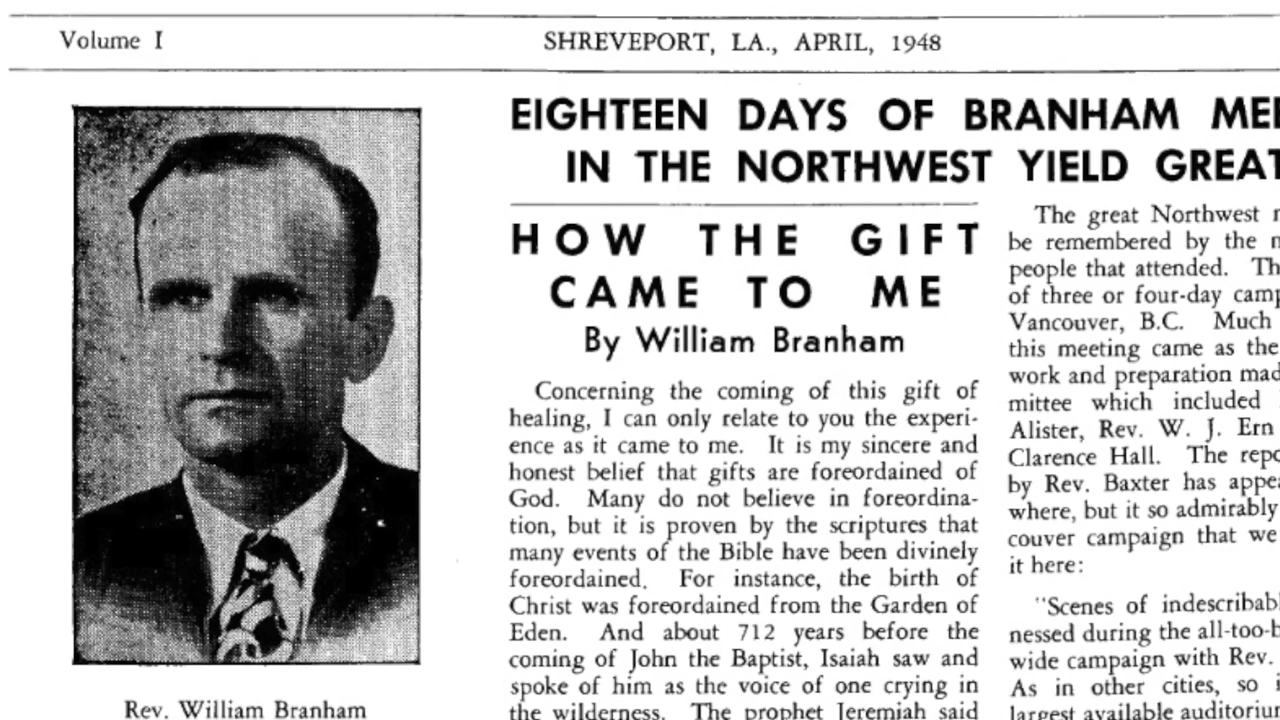 Volume I
SHREVEPORT, LA., APRIL, 1948
Rev. William Branham
EIGHTEEN DAYS OF BRANHAM
IN THE NORTHWEST YIELD
HOW THE GIFT
CAME TO ME
By William Branham
Concerning the coming of this gift of
healing, I can only relate to you the experi-
ence as it came to me. It is my sincere and
honest belief that gifts are foreordained of
God. Many do not believe in foreordina-
tion, but it is proven by the scriptures that
many events of the Bible have been divinely
foreordained. For instance, the birth of
Christ was foreordained from the Garden of
Eden. And about 712 years before the
coming of John the Baptist, Isaiah saw and
spoke of him as the voice of one crying in
the wilderness. The prophet Jeremiah said
The great Northwest
be remembered by the
people that attended.
of three or four-day
Vancouver, B.C. Much
this meeting came as the
work and preparation
mittee which included
Alister, Rev. W. J. Ern
Clarence Hall. The
by Rev. Baxter has
where, but it so admirably
couver campaign that we
it here:
"Scenes of
nessed during the
wide campaign with Rev.
As in other cities, so
largest available